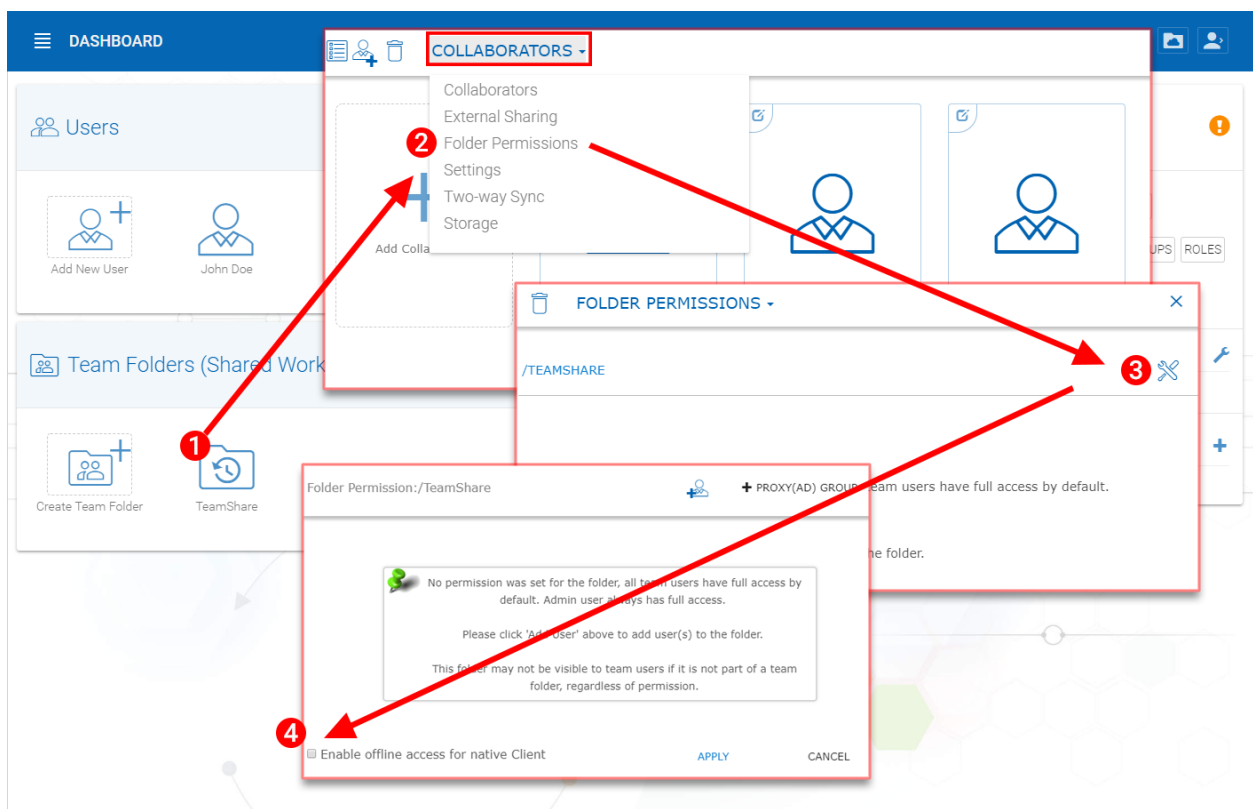 DASHBOARD
COLLABORATORS
Collaborators
External Sharing
2
Folder Permissions
Settings
Two-way Sync
Storage
Users
Add New User
John Doe
Add Colla
ROLES
FOLDER PERMISSIONS
×
/TEAMSHARE
3
Team Folders (Shared Work
1
Create Team Folder
TeamShare
Folder Permission:/TeamShare
+ PROXY(AD) GROUP
team users have full access by default.
he folder.
No permission was set for the folder, all team users have full access by
default. Admin user always has full access.
Please click 'Add User' above to add user(s) to the folder.
This folder may not be visible to team users if it is not part of a team
folder, regardless of permission.
4
Enable offline access for native Client
APPLY
CANCEL